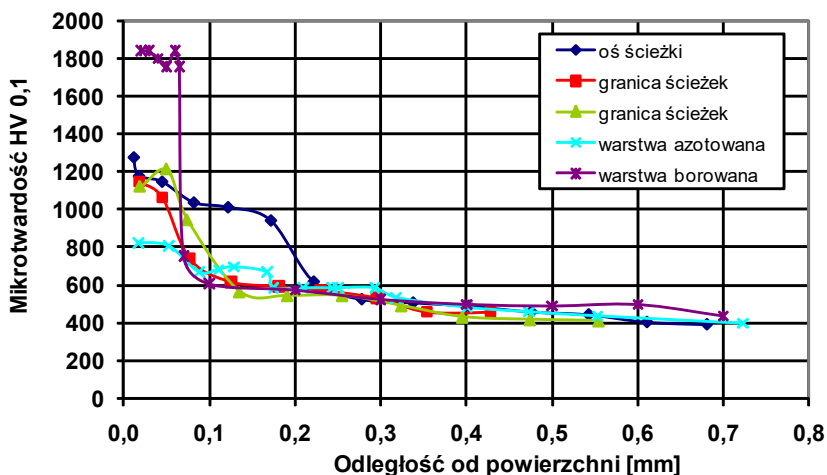 Mikrotwardość HV 0,1
2000
1800
1600
1400
1200
1000
800
600
400
200
0
0,0 0,1 0,2 0,3 0,4 0,5 0,6 0,7 0,8
Odległość od powierzchni [mm]
oś ścieżki
granica ścieżek
granica ścieżek
warstwa azotowana
warstwa borowana